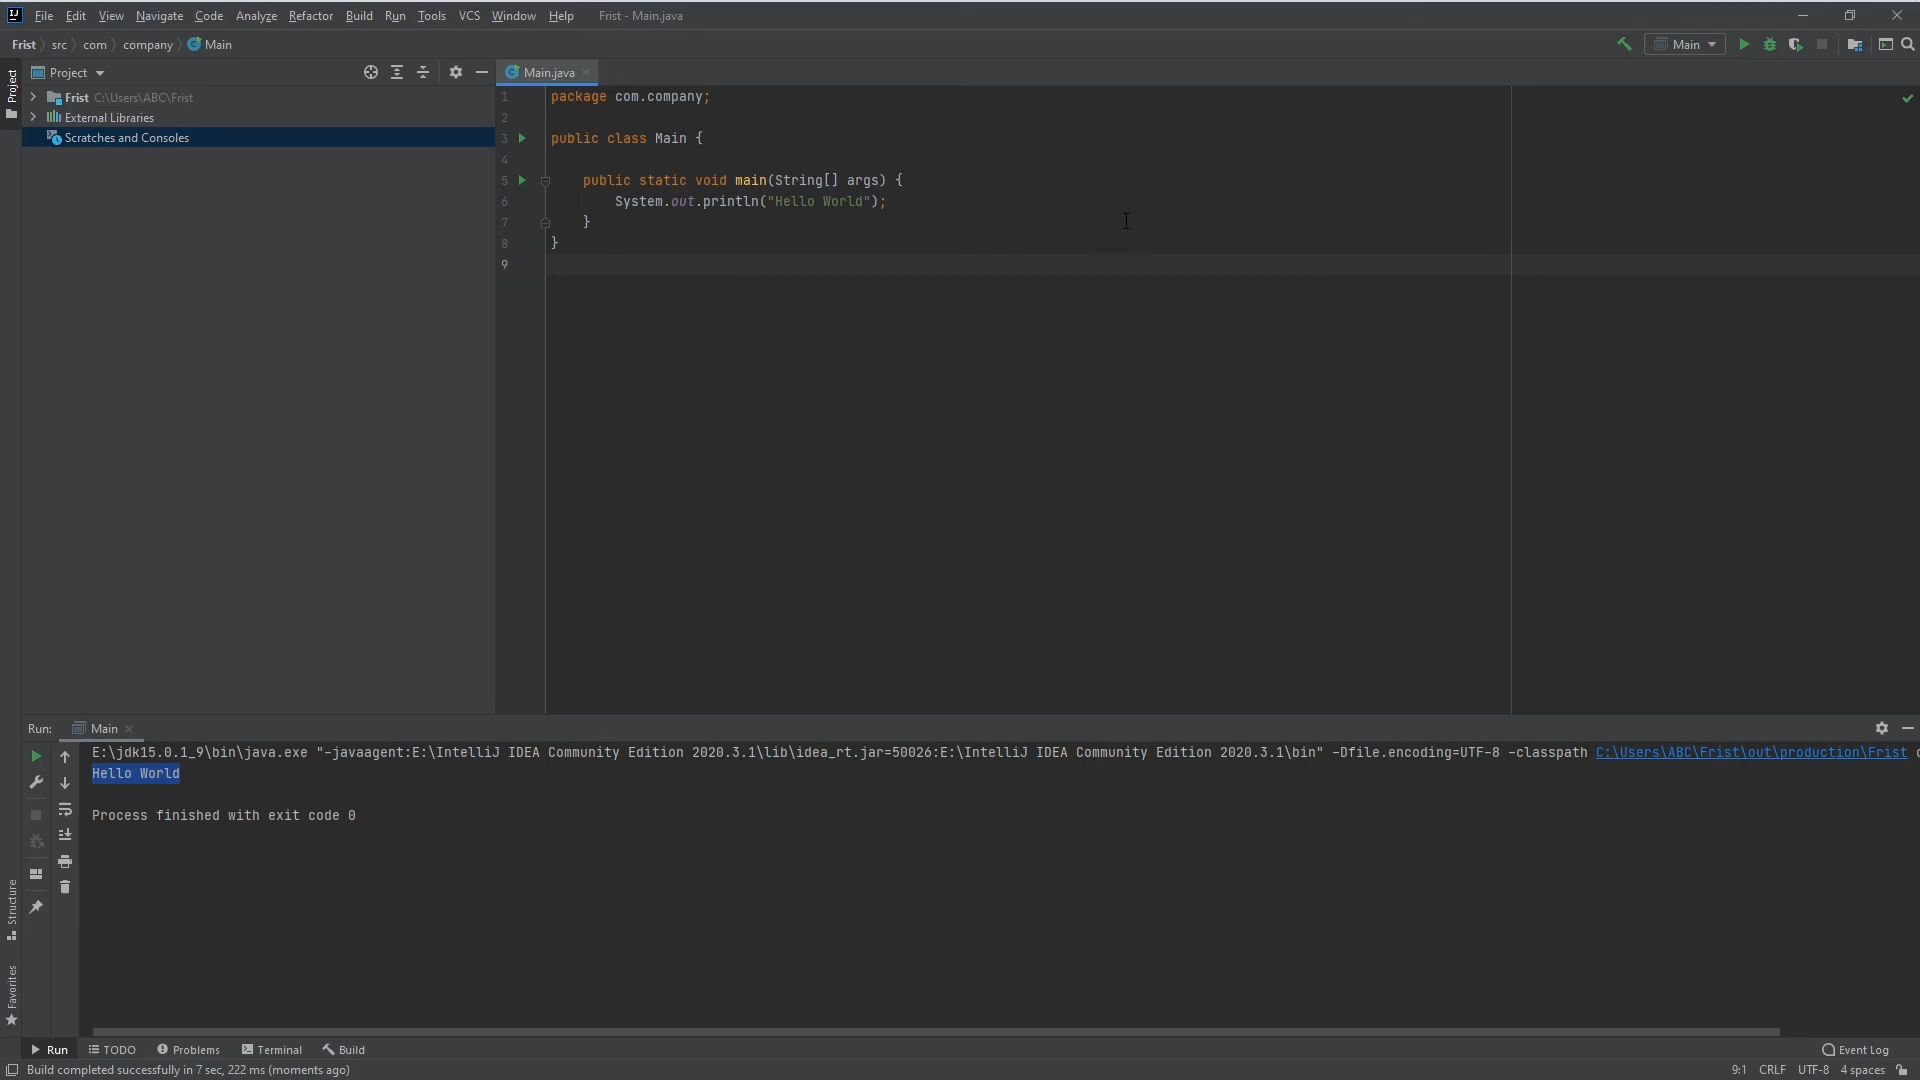 File Edit View Navigate Code Analyze Refactor Build Run Tools VCS Window Help Frist - Main.java
Frist src com company Main
Main
Project
Project
Main.java
Frist C:\Users\ABC\Frist
External Libraries
Scratches and Consoles
1 package com.company;
2
3 public class Main {
4
5 public static void main(String[] args) {
6 System.out.println("Hello World");
7 }
8 }
9
Run: Main
E:\jdk15.0.1_9\bin\java.exe "-javaagent:E:\IntelliJ IDEA Community Edition 2020.3.1\lib\idea_rt.jar=50026:E:\IntelliJ IDEA Community Edition 2020.3.1\bin" -Dfile.encoding=UTF-8 -classpath C:\Users\ABC\Frist\out\production\Frist
Hello World
Process finished with exit code 0
Structure
Favorites
Run TODO Problems Terminal Build Event Log
Build completed successfully in 7 sec, 222 ms (moments ago) 9:1 CRLF UTF-8 4 spaces